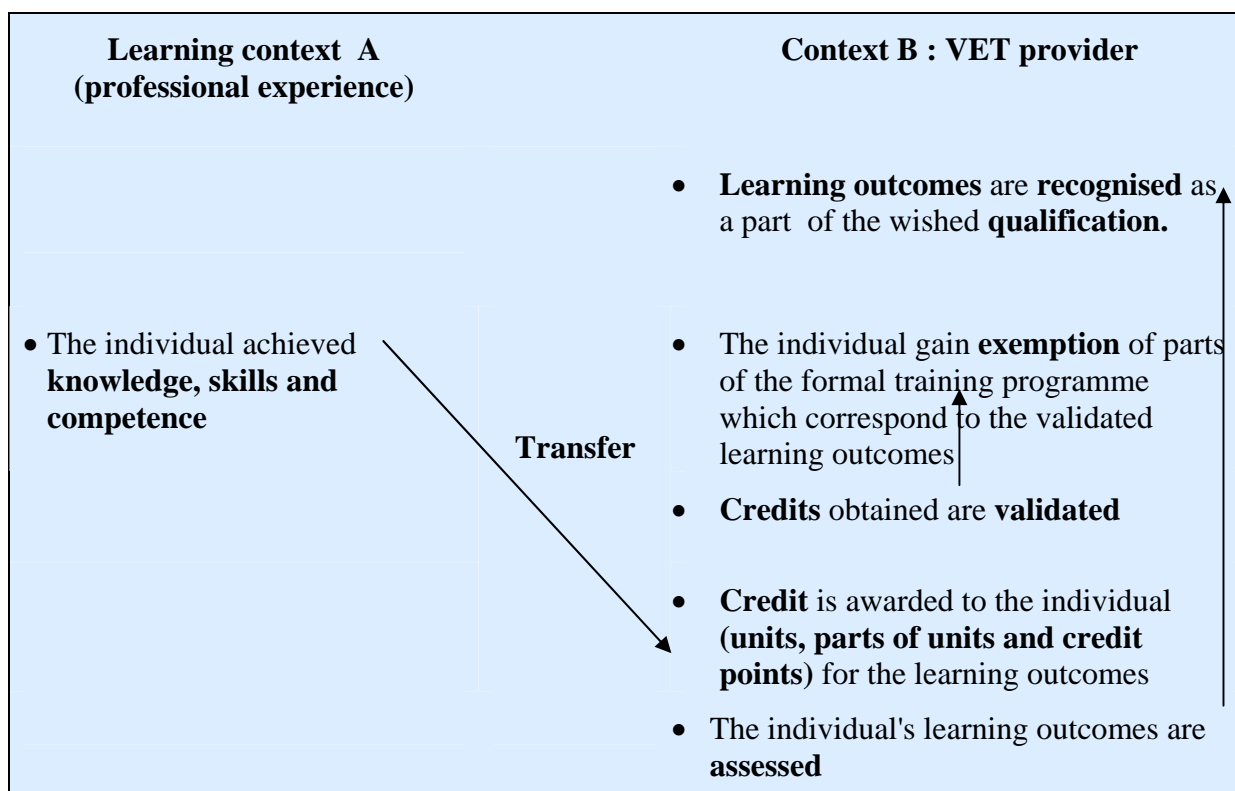 Learning context A
(professional experience)
Context B : VET provider
• Learning outcomes are recognised as
a part of the wished qualification.
• The individual achieved
knowledge, skills and
competence
Transfer
• The individual gain exemption of parts
of the formal training programme
which correspond to the validated
learning outcomes
• Credits obtained are validated
• Credit is awarded to the individual
(units, parts of units and credit
points) for the learning outcomes
• The individual's learning outcomes are
assessed